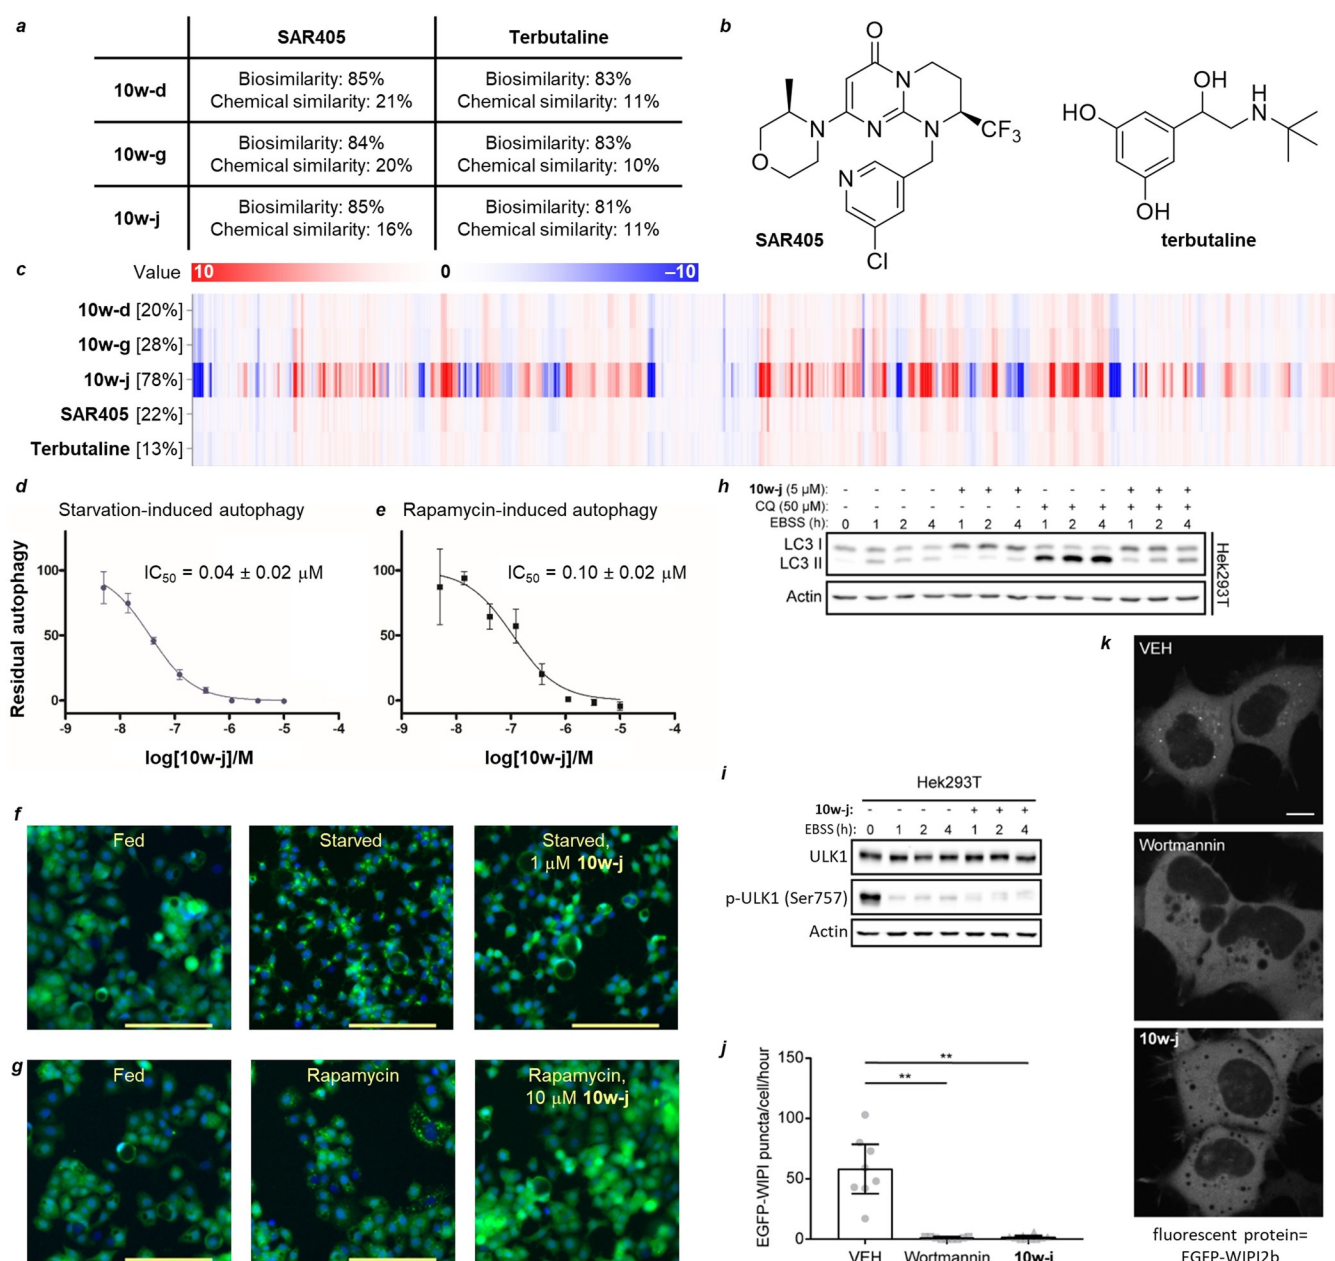 a
SAR405 Terbutaline
10w-d
Biosimilarity: 85% Biosimilarity: 83%
Chemical similarity: 21% Chemical similarity: 11%
10w-g
Biosimilarity: 84% Biosimilarity: 83%
Chemical similarity: 20% Chemical similarity: 10%
10w-j
Biosimilarity: 85% Biosimilarity: 81%
Chemical similarity: 16% Chemical similarity: 11%
b
O
N
N
N
N
O
CF3
N
Cl
SAR405
OH
H
N
HO
OH
terbutaline
c
Value 10 0 –10
10w-d [20%]
10w-g [28%]
10w-j [78%]
SAR405 [22%]
Terbutaline [13%]
d
Starvation-induced autophagy
IC50 = 0.04 ± 0.02 μM
Residual autophagy
100
50
0
-9 -8 -7 -6 -5 -4
log[10w-j]/M
e
Rapamycin-induced autophagy
IC50 = 0.10 ± 0.02 μM
100
50
0
-9 -8 -7 -6 -5 -4
log[10w-j]/M
f
Fed
Starved
Starved,
1 μM 10w-j
g
Fed
Rapamycin
Rapamycin,
10 μM 10w-j
h
10w-j (5 μM): - - - - + + + - - - + + +
CQ (50 μM): - - - - - - - + + + + + +
EBSS (h): 0 1 2 4 1 2 4 1 2 4 1 2 4
LC3 I
LC3 II
Actin
Hek293T
i
Hek293T
10w-j: - - - - + + +
EBSS (h): 0 1 2 4 1 2 4
ULK1
p-ULK1 (Ser757)
Actin
j
EGFP-WIPI puncta/cell/hour
150
100
50
0
**
**
VEH Wortmannin 10w-j
k
VEH
Wortmannin
10w-j
fluorescent protein=
EGFP-WIPI2b